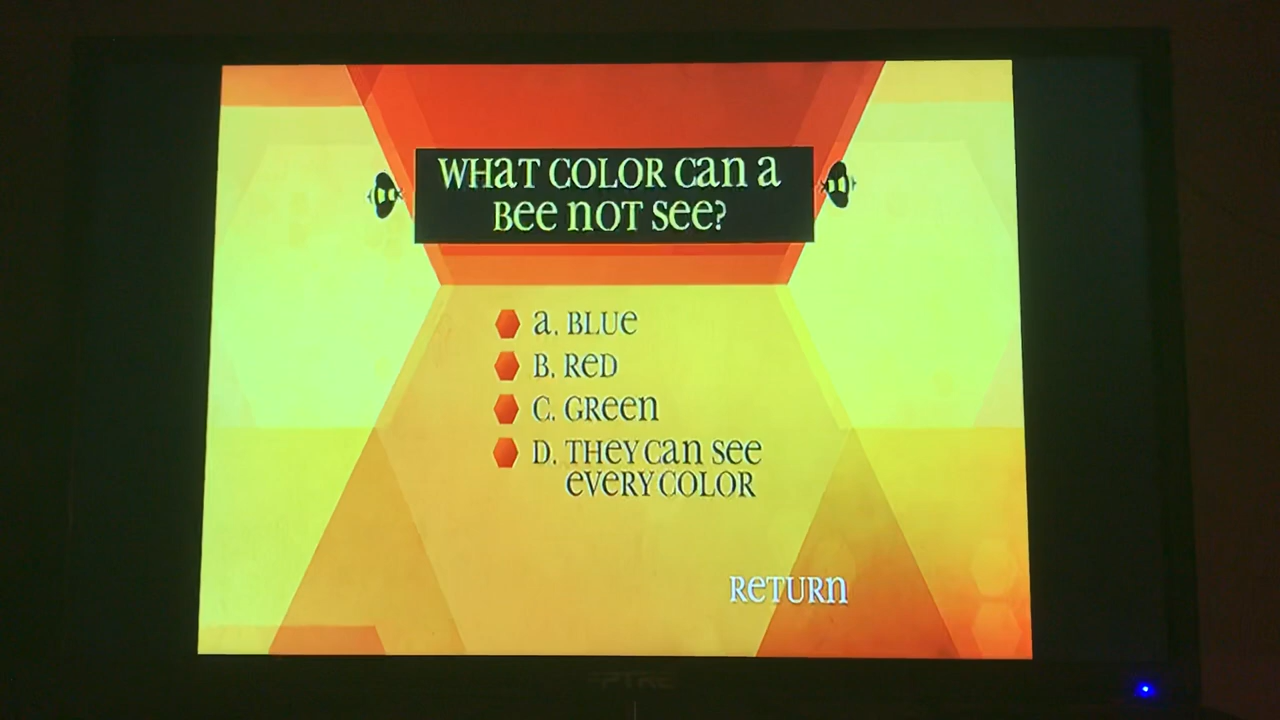 WHaT COLOR Can a
Bee noT see?
a. BLUe
B. ReD
C. GReen
D. THeY Can see
eVeRY COLOR
ReTURn